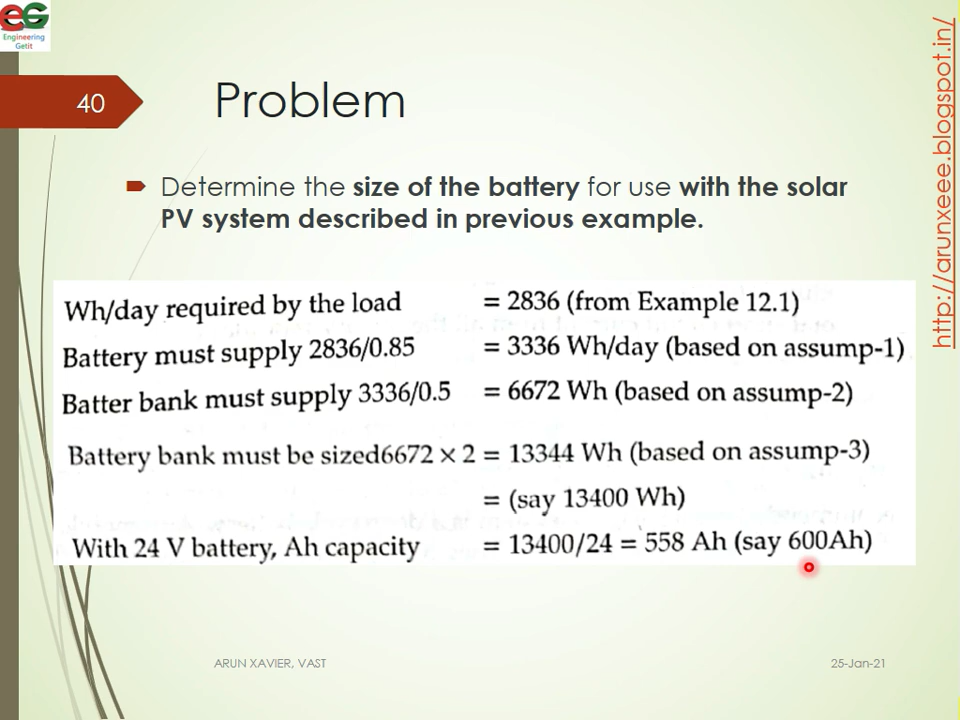 EG
Engineering
Getit
40
Problem
Determine the size of the battery for use with the solar
PV system described in previous example.
Wh/day required by the load = 2836 (from Example 12.1)
Battery must supply 2836/0.85 = 3336 Wh/day (based on assump-1)
Batter bank must supply 3336/0.5 = 6672 Wh (based on assump-2)
Battery bank must be sized6672 × 2 = 13344 Wh (based on assump-3)
= (say 13400 Wh)
With 24 V battery, Ah capacity = 13400/24 = 558 Ah (say 600Ah)
ARUN XAVIER, VAST
25-Jan-21
http://arunxeee.blogspot.in/